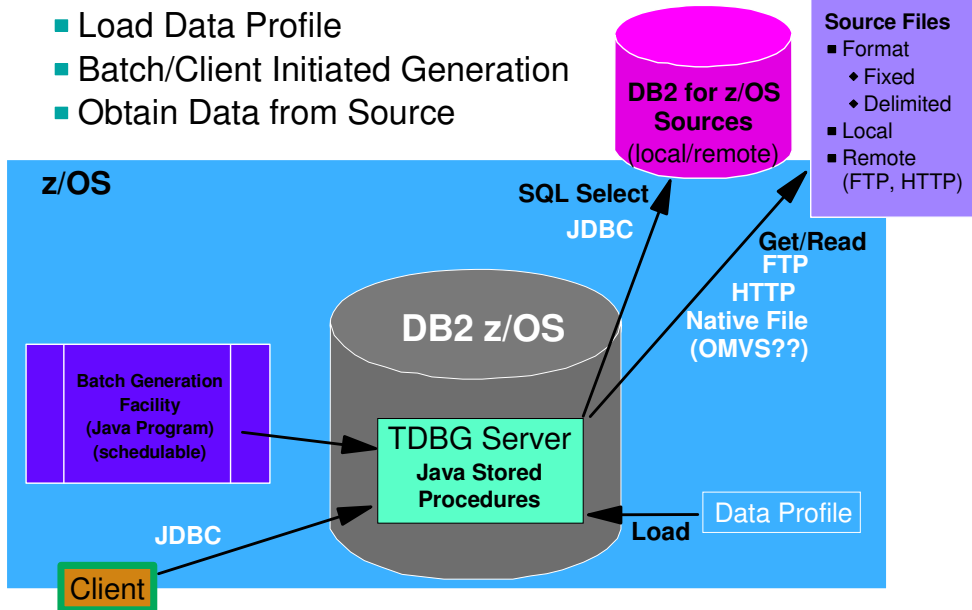 Load Data Profile
Batch/Client Initiated Generation
Obtain Data from Source
DB2 for z/OS
Sources
(local/remote)
Source Files
Format
Fixed
Delimited
Local
Remote
(FTP, HTTP)
z/OS
SQL Select
JDBC
Get/Read
FTP
HTTP
Native File
(OMVS??)
DB2 z/OS
Batch Generation
Facility
(Java Program)
(schedulable)
TDBG Server
Java Stored
Procedures
JDBC
Load
Data Profile
Client